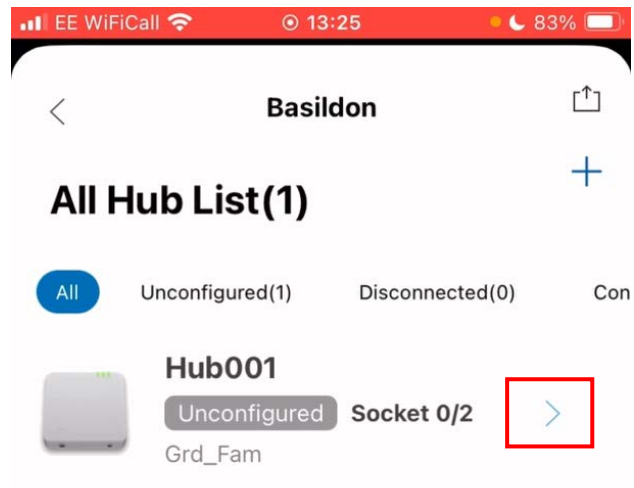 EE WiFiCall 13:25 83%
Basildon
All Hub List(1)
All Unconfigured(1) Disconnected(0) Con
Hub001
Unconfigured Socket 0/2
Grd_Fam